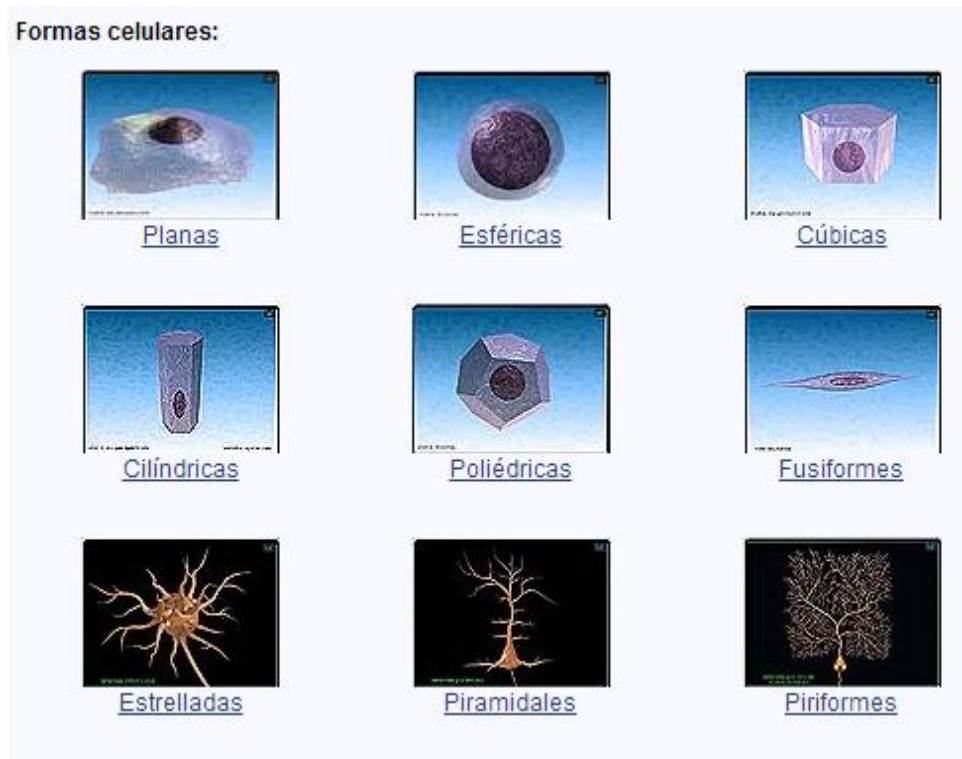 Formas celulares:
Planas
Esféricas
Cúbicas
Cilíndricas
Poliédricas
Fusiformes
Estrelladas
Piramidales
Piriformes